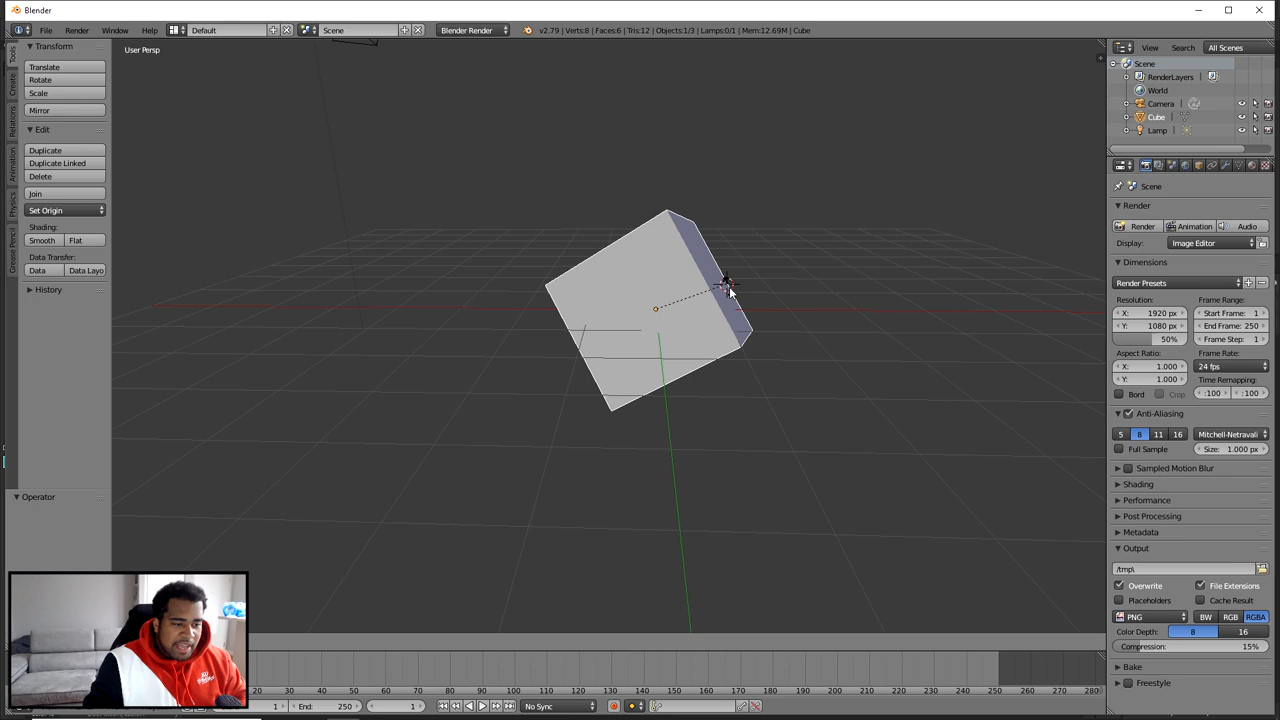 Blender
File Render Window Help Default Scene Blender Render v2.79 | Verts:8 | Faces:6 | Tris:12 | Objects:1/3 | Lamps:0/1 | Mem:12.69M | Cube
Tools
Create
Relations
Animation
Physics
Grease Pencil
Transform
Translate
Rotate
Scale
Mirror
Edit
Duplicate
Duplicate Linked
Delete
Join
Set Origin
Shading:
Smooth Flat
Data Transfer:
Data Data Layo
History
Operator
User Persp
View Search All Scenes
Scene
RenderLayers
World
Camera
Cube
Lamp
Scene
Render
Render Animation Audio
Display: Image Editor
Dimensions
Render Presets
Resolution: Frame Range:
X: 1920 px Start Frame: 1
Y: 1080 px End Frame: 250
50% Frame Step: 1
Aspect Ratio: Frame Rate:
X: 1.000 24 fps
Y: 1.000 Time Remapping:
Bord Crop :100 :100
Anti-Aliasing
5 8 11 16 Mitchell-Netravali
Full Sample Size: 1.000 px
Sampled Motion Blur
Shading
Performance
Post Processing
Metadata
Output
/tmp\
Overwrite File Extensions
Placeholders Cache Result
PNG BW RGB RGBA
Color Depth: 8 16
Compression: 15%
Bake
Freestyle
20 30 40 50 60 70 80 90 100 110 120 130 140 150 160 170 180 190 200 210 220 230 240 250 260 270 280
1 End: 250 1 No Sync